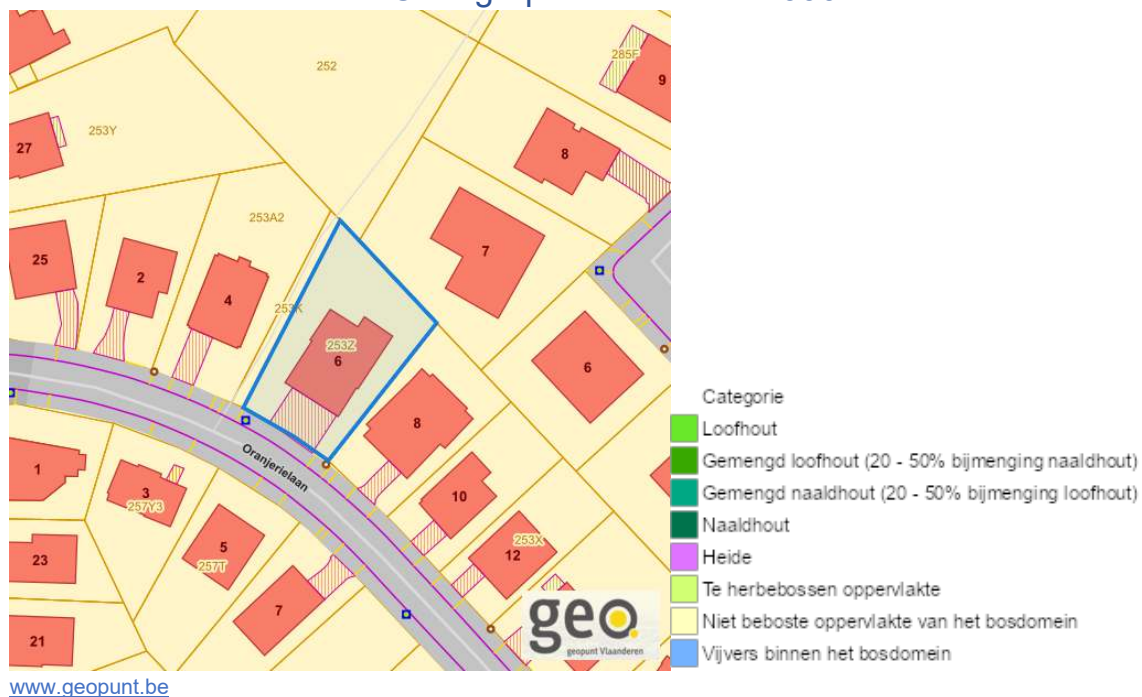 252
285F
9
253Y
27
8
253A2
7
25
2
4
253K
253Z
6
6
8
Oranjerielaan
1
3
257Y3
10
253X
12
23
5
257T
7
21
geo.
geopunt Vlaanderen
Categorie
Loofhout
Gemengd loofhout (20 - 50% bijmenging naaldhout)
Gemengd naaldhout (20 - 50% bijmenging loofhout)
Naaldhout
Heide
Te herbebossen oppervlakte
Niet beboste oppervlakte van het bosdomein
Vijvers binnen het bosdomein
www.geopunt.be